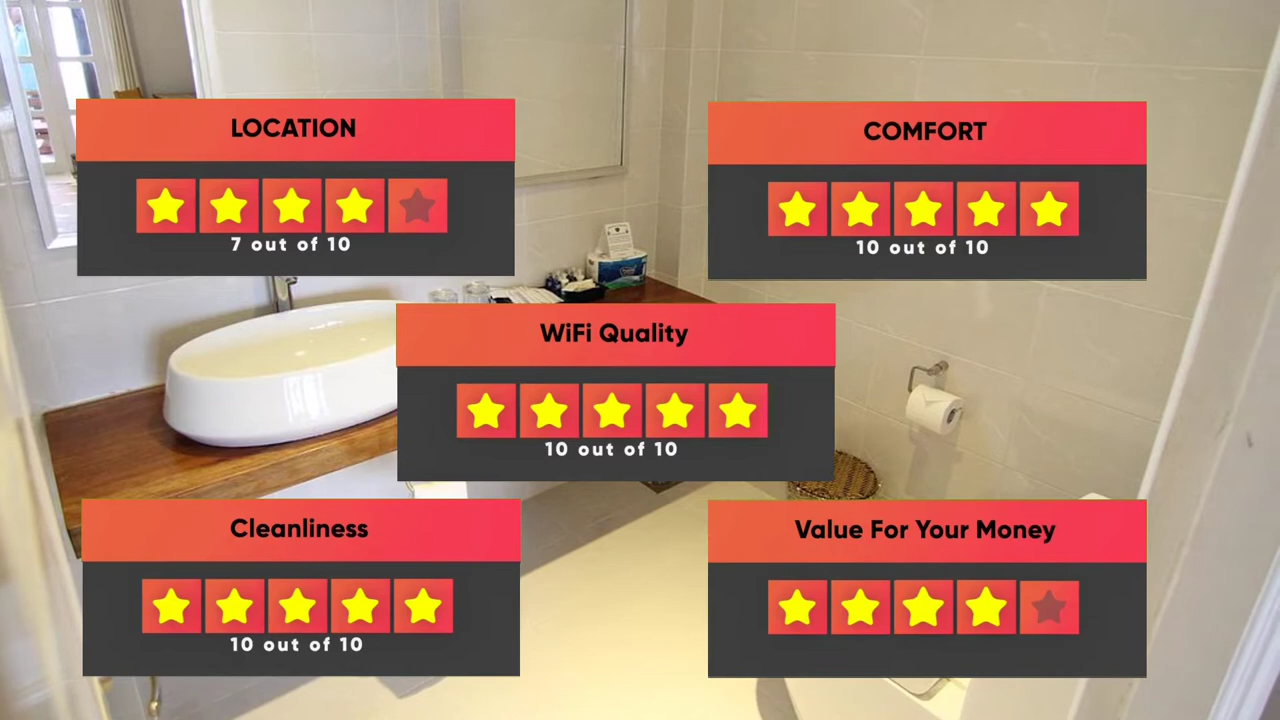 LOCATION
7 out of 10
COMFORT
10 out of 10
WiFi Quality
10 out of 10
Cleanliness
10 out of 10
Value For Your Money